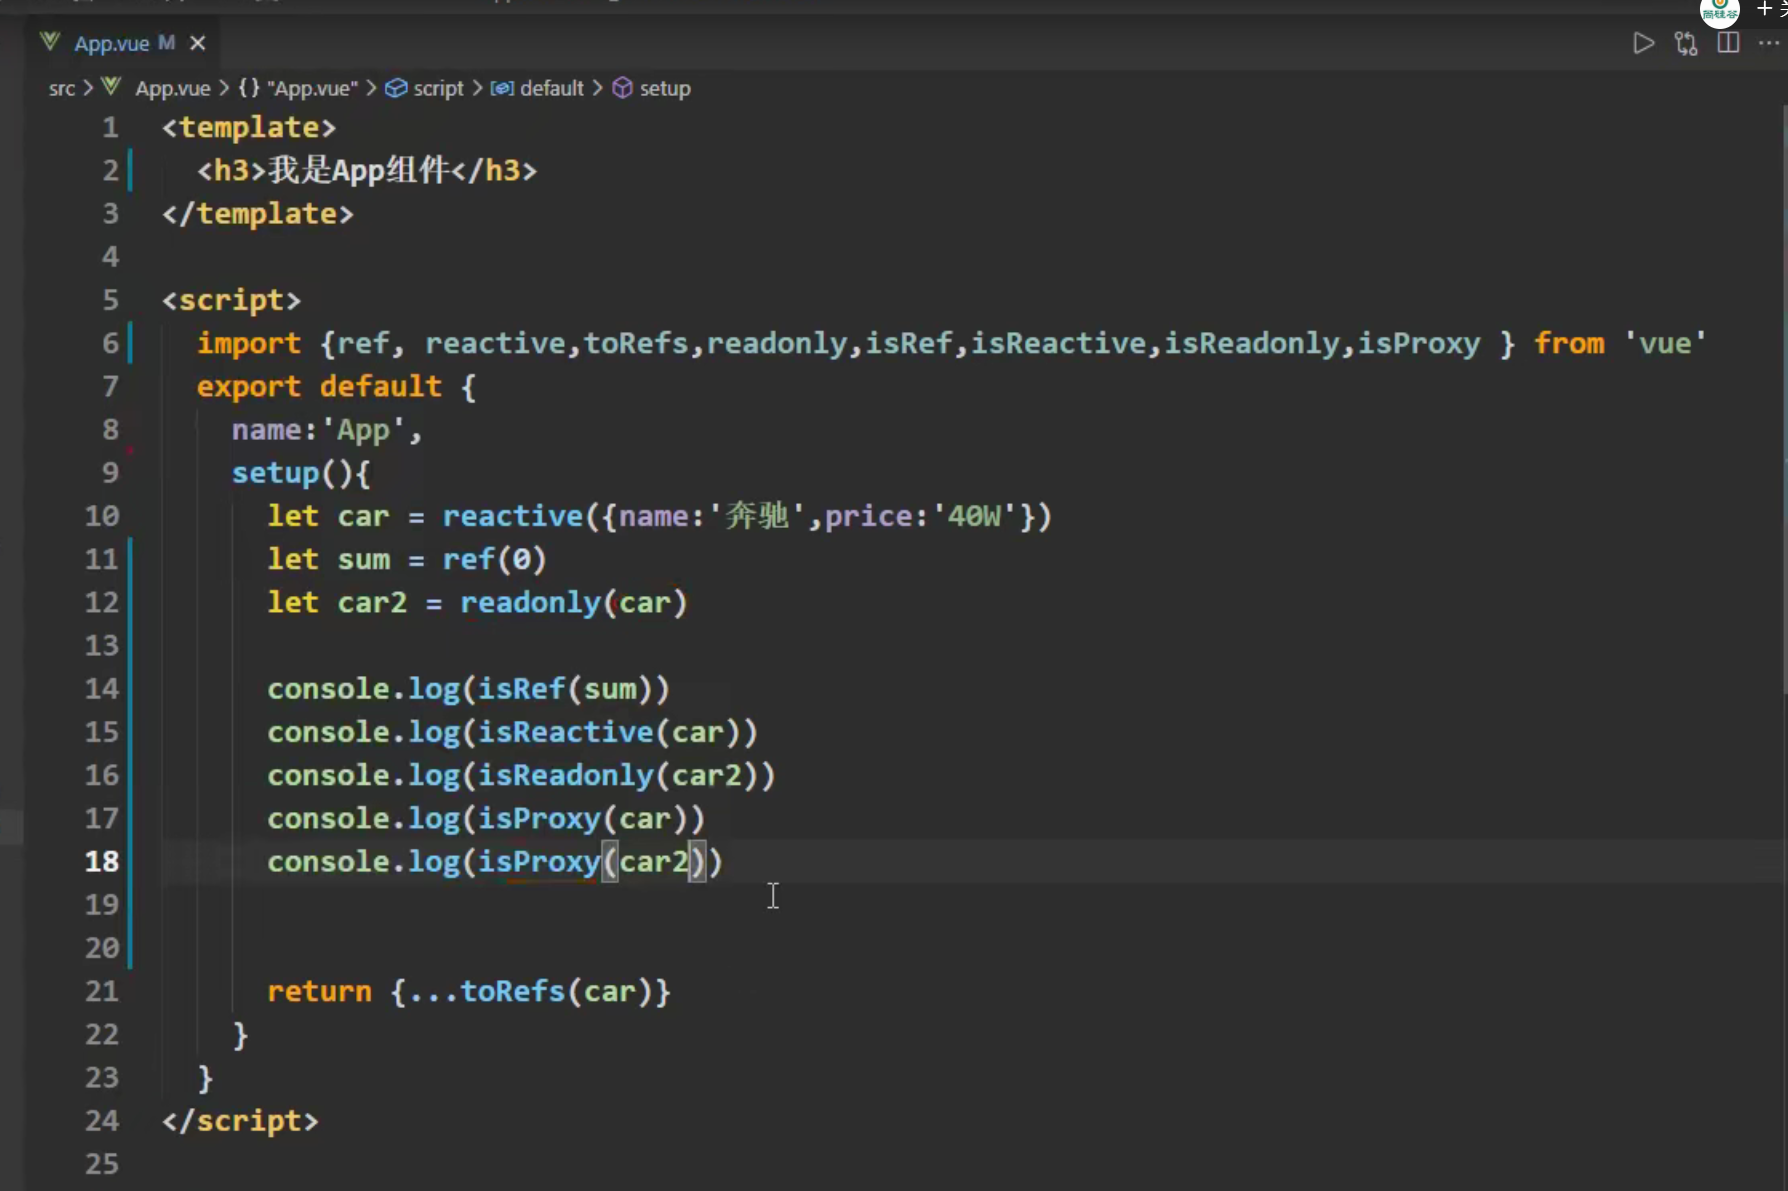 App.vue M
src > App.vue > {} "App.vue" > script > default > setup
1 <template>
2 <h3>我是App组件</h3>
3 </template>
4
5 <script>
6 import {ref, reactive,toRefs,readonly,isRef,isReactive,isReadonly,isProxy } from 'vue'
7 export default {
8 name:'App',
9 setup(){
10 let car = reactive({name:'奔驰',price:'40W'})
11 let sum = ref(0)
12 let car2 = readonly(car)
13
14 console.log(isRef(sum))
15 console.log(isReactive(car))
16 console.log(isReadonly(car2))
17 console.log(isProxy(car))
18 console.log(isProxy(car2))
19
20
21 return {...toRefs(car)}
22 }
23 }
24 </script>
25
尚硅谷